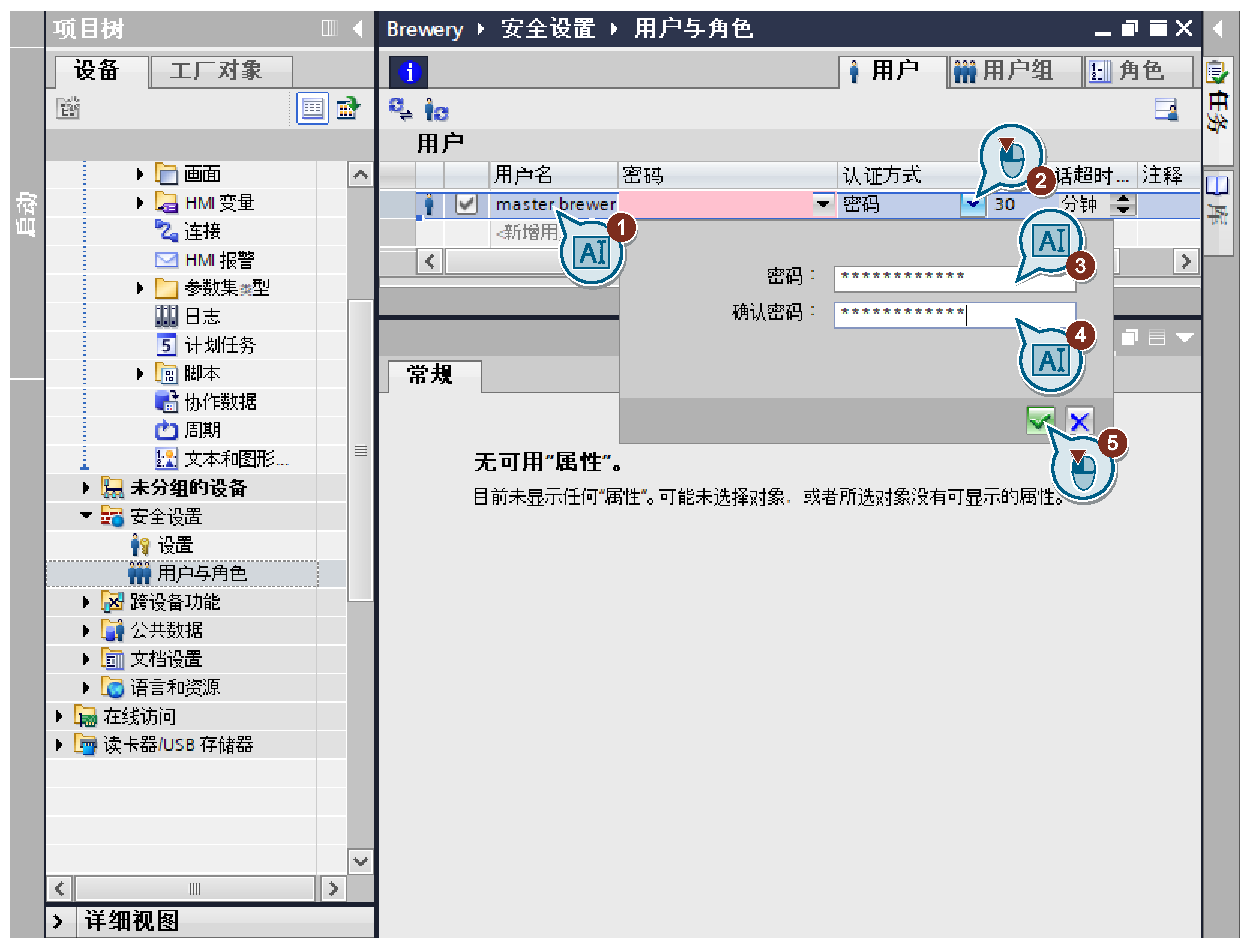 项目树
Brewery ▸ 安全设置 ▸ 用户与角色
设备
工厂对象
用户
用户组
角色
任务
库
启动
用户
用户名
密码
认证方式
话超时...
注释
master brewer
密码
30
分钟
<新增用
1
2
3
4
5
AI
AI
AI
密码：
************
确认密码：
************
画面
HMI 变量
连接
HMI 报警
参数集类型
日志
计划任务
脚本
协作数据
周期
文本和图形...
未分组的设备
安全设置
设置
用户与角色
跨设备功能
公共数据
文档设置
语言和资源
在线访问
读卡器/USB 存储器
详细视图
常规
无可用“属性”。
目前未显示任何“属性”。可能未选择对象，或者所选对象没有可显示的属性。